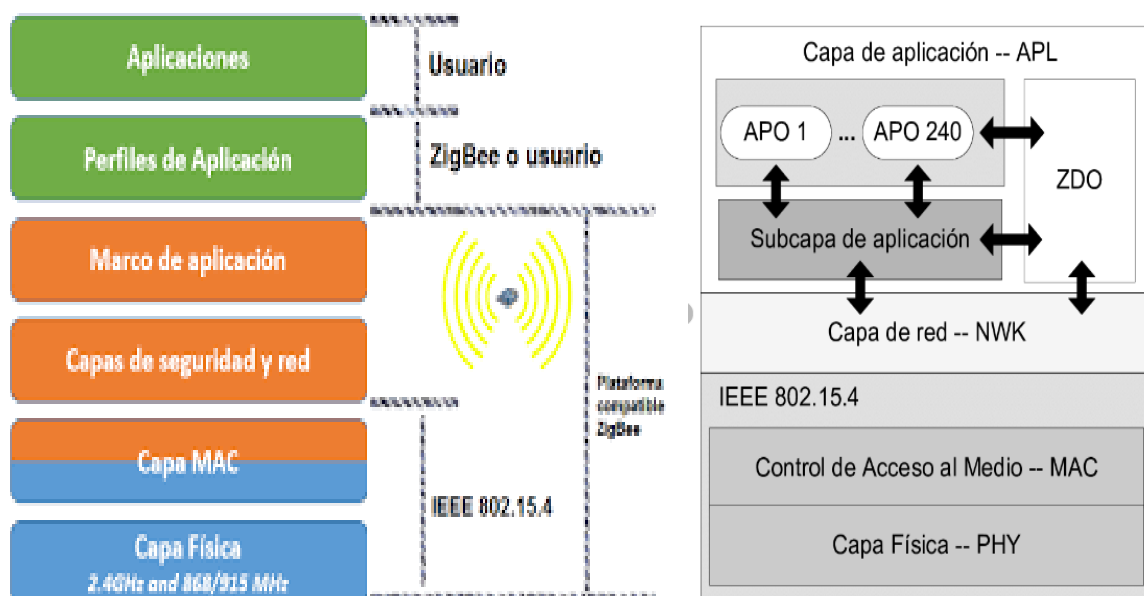 Aplicaciones
Perfiles de Aplicación
Marco de aplicación
Capas de seguridad y red
Capa MAC
Capa Física
2.4GHz and 868/915 MHz
Usuario
ZigBee o usuario
Plataforma
compatible
ZigBee
IEEE 802.15.4
Capa de aplicación -- APL
APO 1 ... APO 240
ZDO
Subcapa de aplicación
Capa de red -- NWK
IEEE 802.15.4
Control de Acceso al Medio -- MAC
Capa Física -- PHY